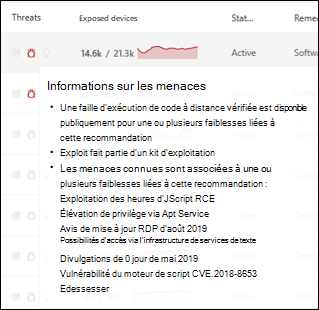 Threats Exposed devices Stat... Remed
14.6k / 21.3k Active Softwa
Informations sur les menaces
• Une faille d'exécution de code à distance vérifiée est disponible
publiquement pour une ou plusieurs faiblesses liées à
cette recommandation
• Exploit fait partie d'un kit d'exploitation
• Les menaces connues sont associées à une ou
plusieurs faiblesses liées à cette recommandation :
Exploitation des heures d'JScript RCE
Élévation de privilège via Apt Service
Avis de mise à jour RDP d'août 2019
Possibilités d'accès via l'infrastructure de services de texte
Divulgations de 0 jour de mai 2019
Vulnérabilité du moteur de script CVE.2018-8653
Edessesser